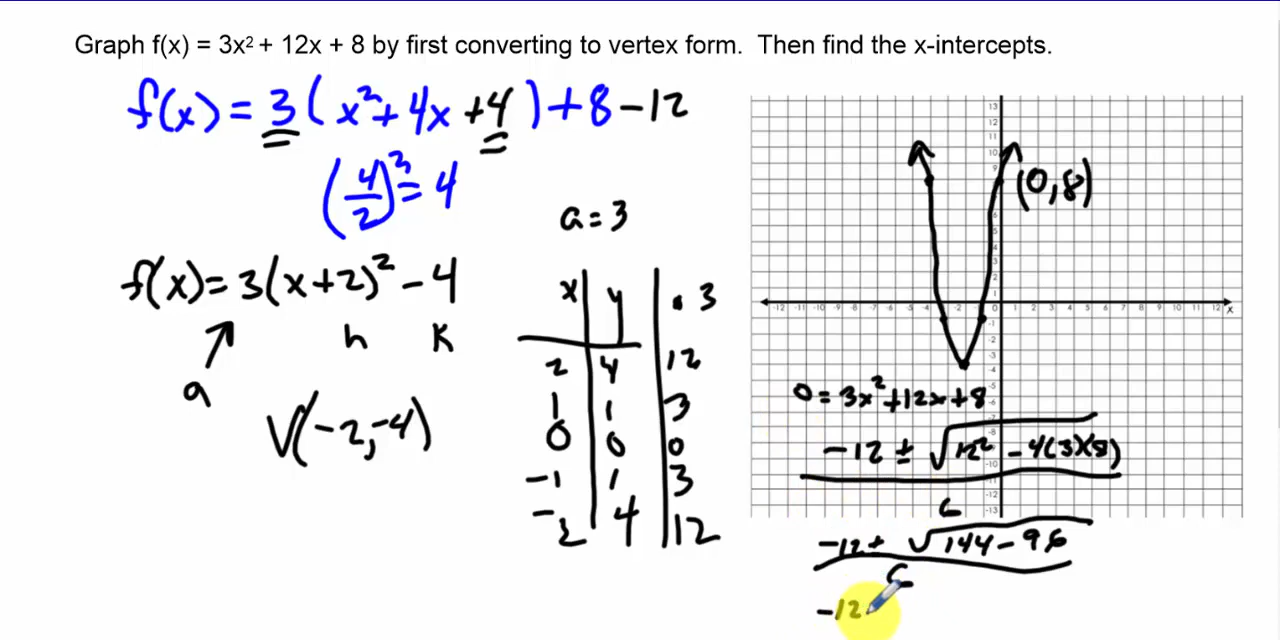 Graph f(x) = 3x² + 12x + 8 by first converting to vertex form. Then find the x-intercepts.
f(x) = 3 ( x² + 4x + 4 ) + 8 - 12
(4/2)² = 4
a = 3
f(x) = 3(x+2)² - 4
a h k
V(-2,-4)
x y • 3
2 4 12
1 1 3
0 0 0
-1 1 3
-2 4 12
(0,8)
x
0 = 3x² + 12x + 8
-12 ± √12² - 4(3)(8)
6
-12 ± √144 - 96
6
-12